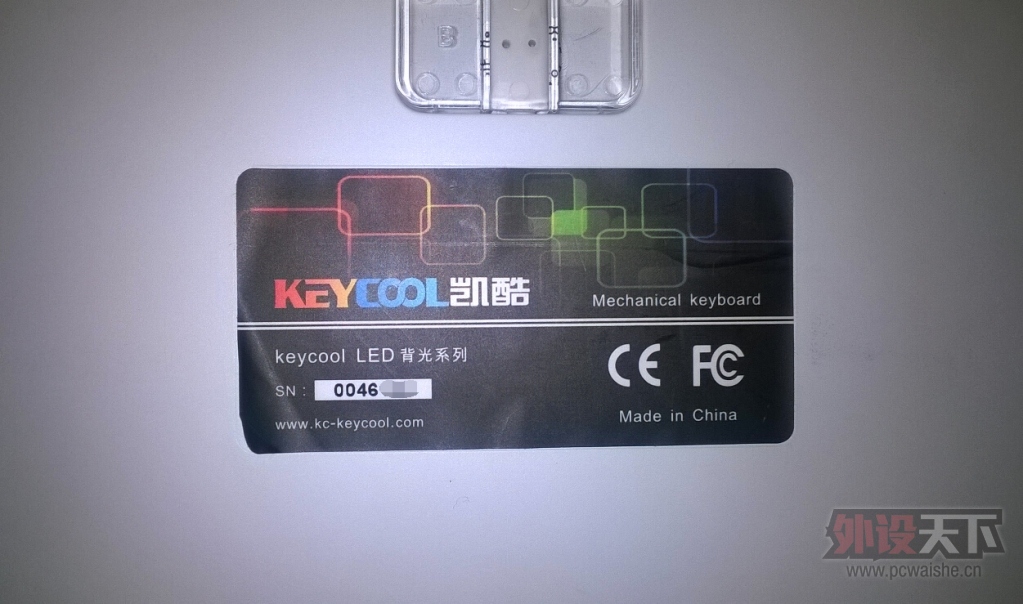 B
KEYCOOL凯酷
Mechanical keyboard
keycool LED 背光系列
SN : 0046
www.kc-keycool.com
CE FC
Made in China
外设天下
www.pcwaishe.cn